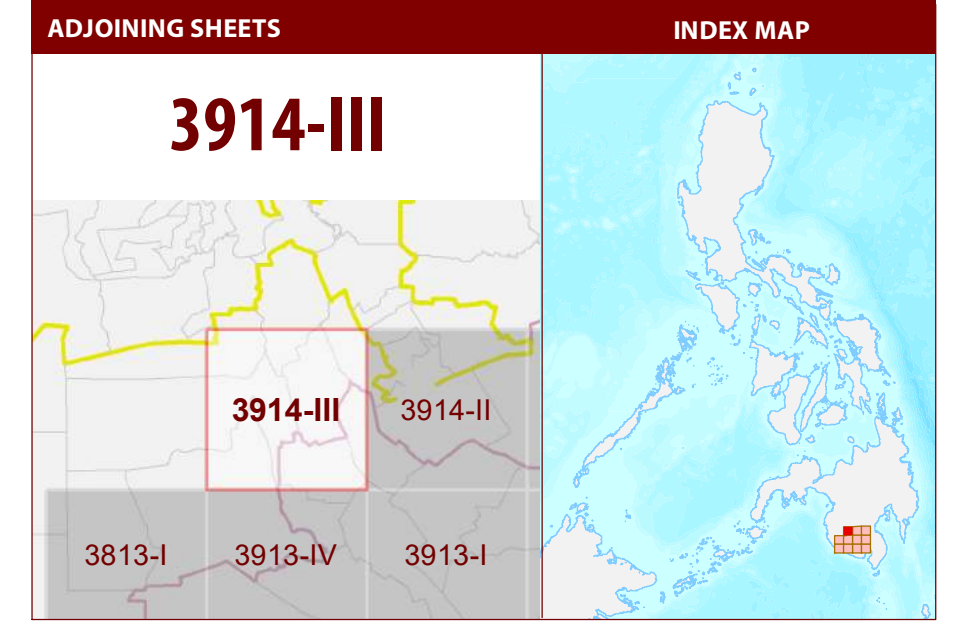 ADJOINING SHEETS
INDEX MAP
3914-III
3914-III
3914-II
3813-I
3913-IV
3913-I